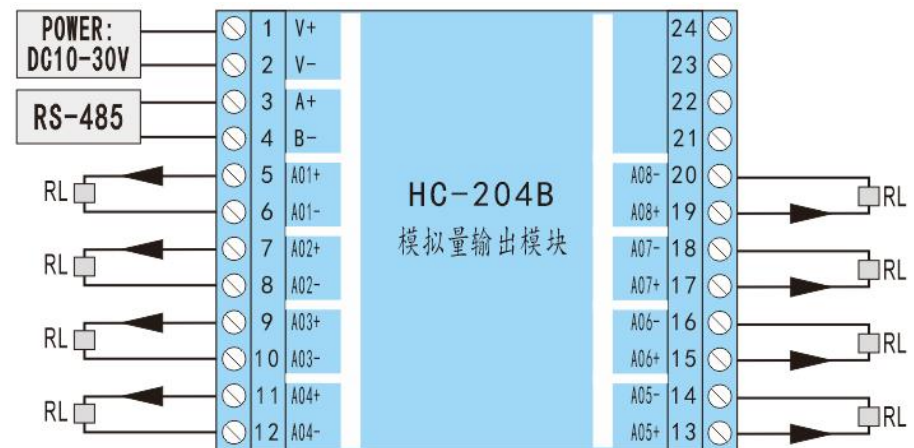 POWER:
DC10-30V
RS-485
1 V+
2 V-
3 A+
4 B-
5 A01+
6 A01-
7 A02+
8 A02-
9 A03+
10 A03-
11 A04+
12 A04-
RL
RL
RL
RL
HC-204B
模拟量输出模块
24
23
22
21
A08- 20
A08+ 19
A07- 18
A07+ 17
A06- 16
A06+ 15
A05- 14
A05+ 13
RL
RL
RL
RL